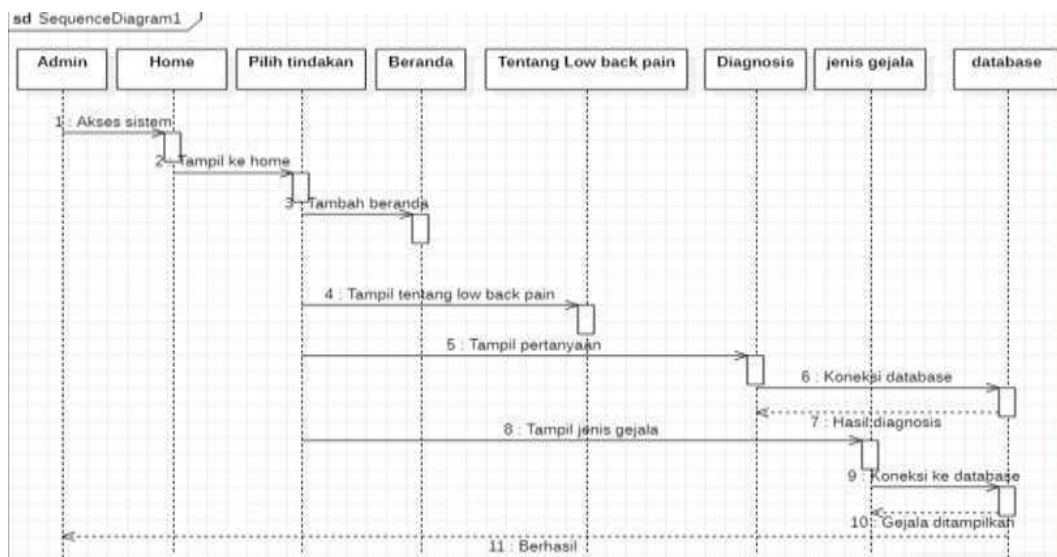 sd SequenceDiagram1
Admin
Home
Pilih tindakan
Beranda
Tentang Low back pain
Diagnosis
jenis gejala
database
1 : Akses sistem
2 : Tampil ke home
3 : Tambah beranda
4 : Tampil tentang low back pain
5 : Tampil pertanyaan
6 : Koneksi database
7 : Hasil diagnosis
8 : Tampil jenis gejala
9 : Koneksi ke database
10 : Gejala ditampilkan
11 : Berhasil